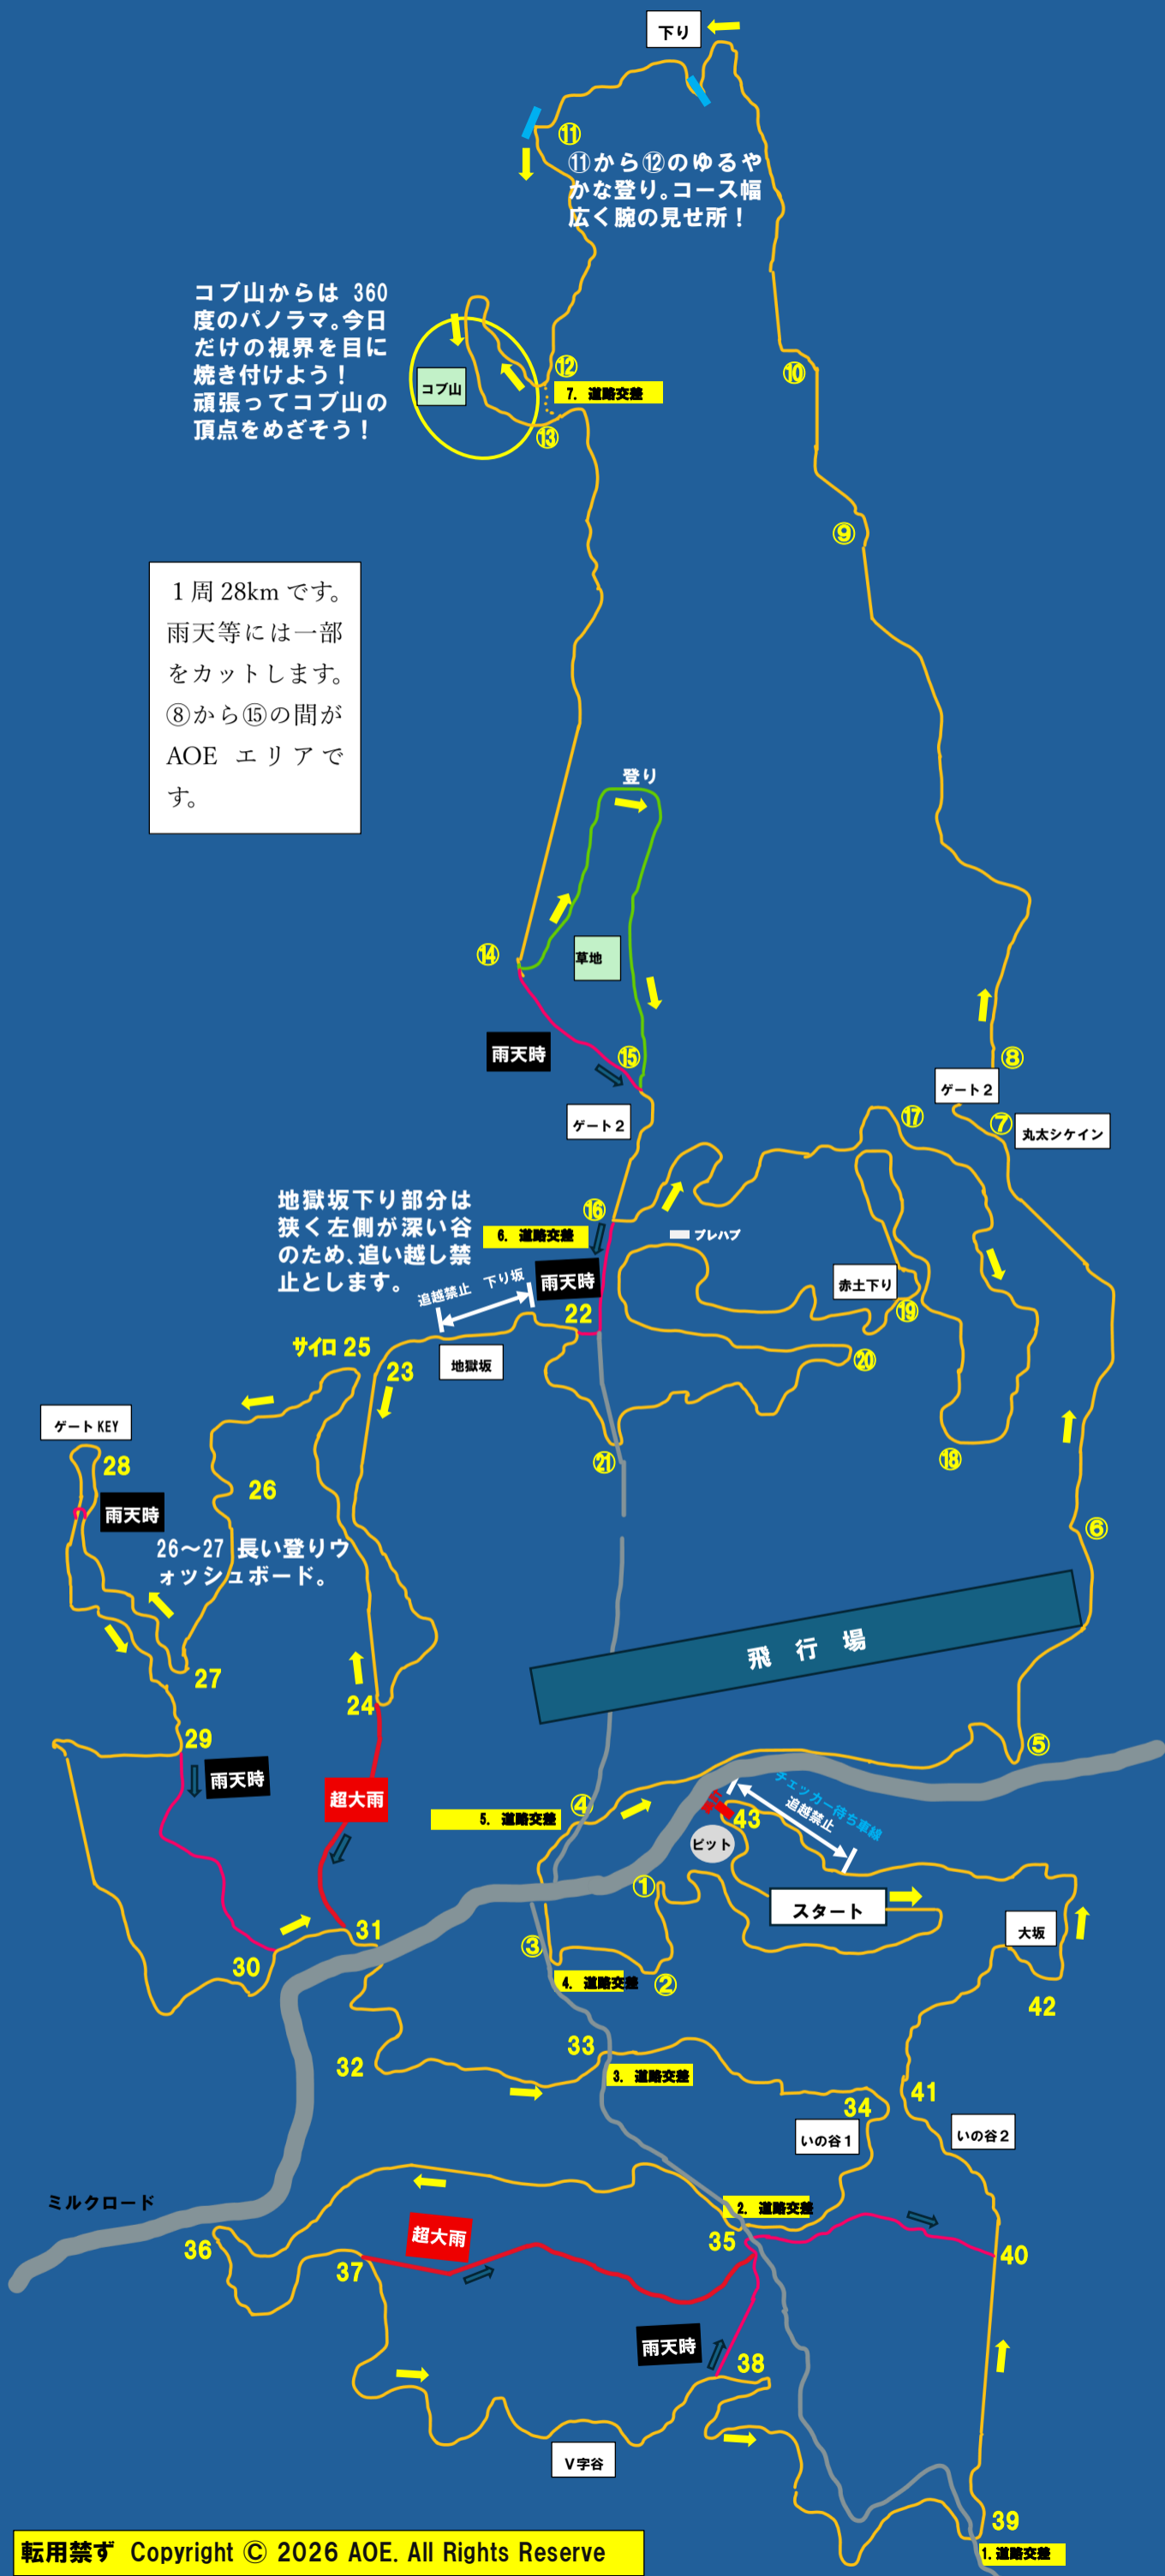 下り
⑪
⑪から⑫のゆるや
かな登り。コース幅
広く腕の見せ所！
コブ山からは 360
度のパノラマ。今日
だけの視界を目に
焼き付けよう！
頑張ってコブ山の
頂点をめざそう！
コブ山
⑫
7. 道路交差
⑬
⑩
⑨
1周28kmです。
雨天等には一部
をカットします。
⑧から⑮の間が
AOE エリアで
す。
登り
⑭
草地
雨天時
⑮
⑧
ゲート2
ゲート2
⑦
丸太シケイン
⑰
地獄坂下り部分は
狭く左側が深い谷
のため、追い越し禁
止とします。
⑯
6. 道路交差
プレハブ
追越禁止 下り坂
雨天時
赤土下り
⑲
22
サイロ 25
23
地獄坂
⑳
ゲートKEY
28
26
㉑
⑱
雨天時
26～27 長い登りウ
ォッシュボード。
⑥
飛 行 場
27
24
29
雨天時
超大雨
⑤
④
5. 道路交差
チェッカー待ち車線
追越禁止
43
ピット
①
スタート
大坂
31
30
③
4. 道路交差
②
42
33
32
3. 道路交差
41
34
いの谷1
いの谷2
ミルクロード
2. 道路交差
36
超大雨
35
37
40
雨天時
38
V字谷
39
1. 道路交差
転用禁ず Copyright © 2026 AOE. All Rights Reserve